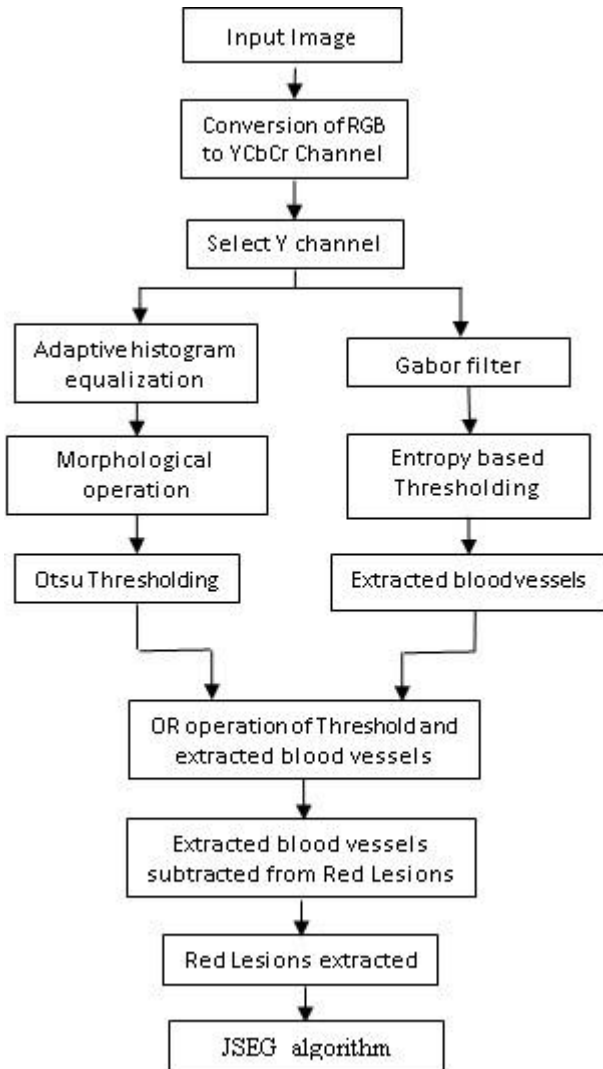 Input Image
Conversion of RGB
to YCbCr Channel
Select Y channel
Adaptive histogram
equalization
Gabor filter
Morphological
operation
Entropy based
Thresholding
Otsu Thresholding
Extracted bloodvessels
OR operation of Threshold and
extracted blood vessels
Extracted blood vessels
subtracted from Red Lesions
Red Lesions extracted
JSEG algorithm